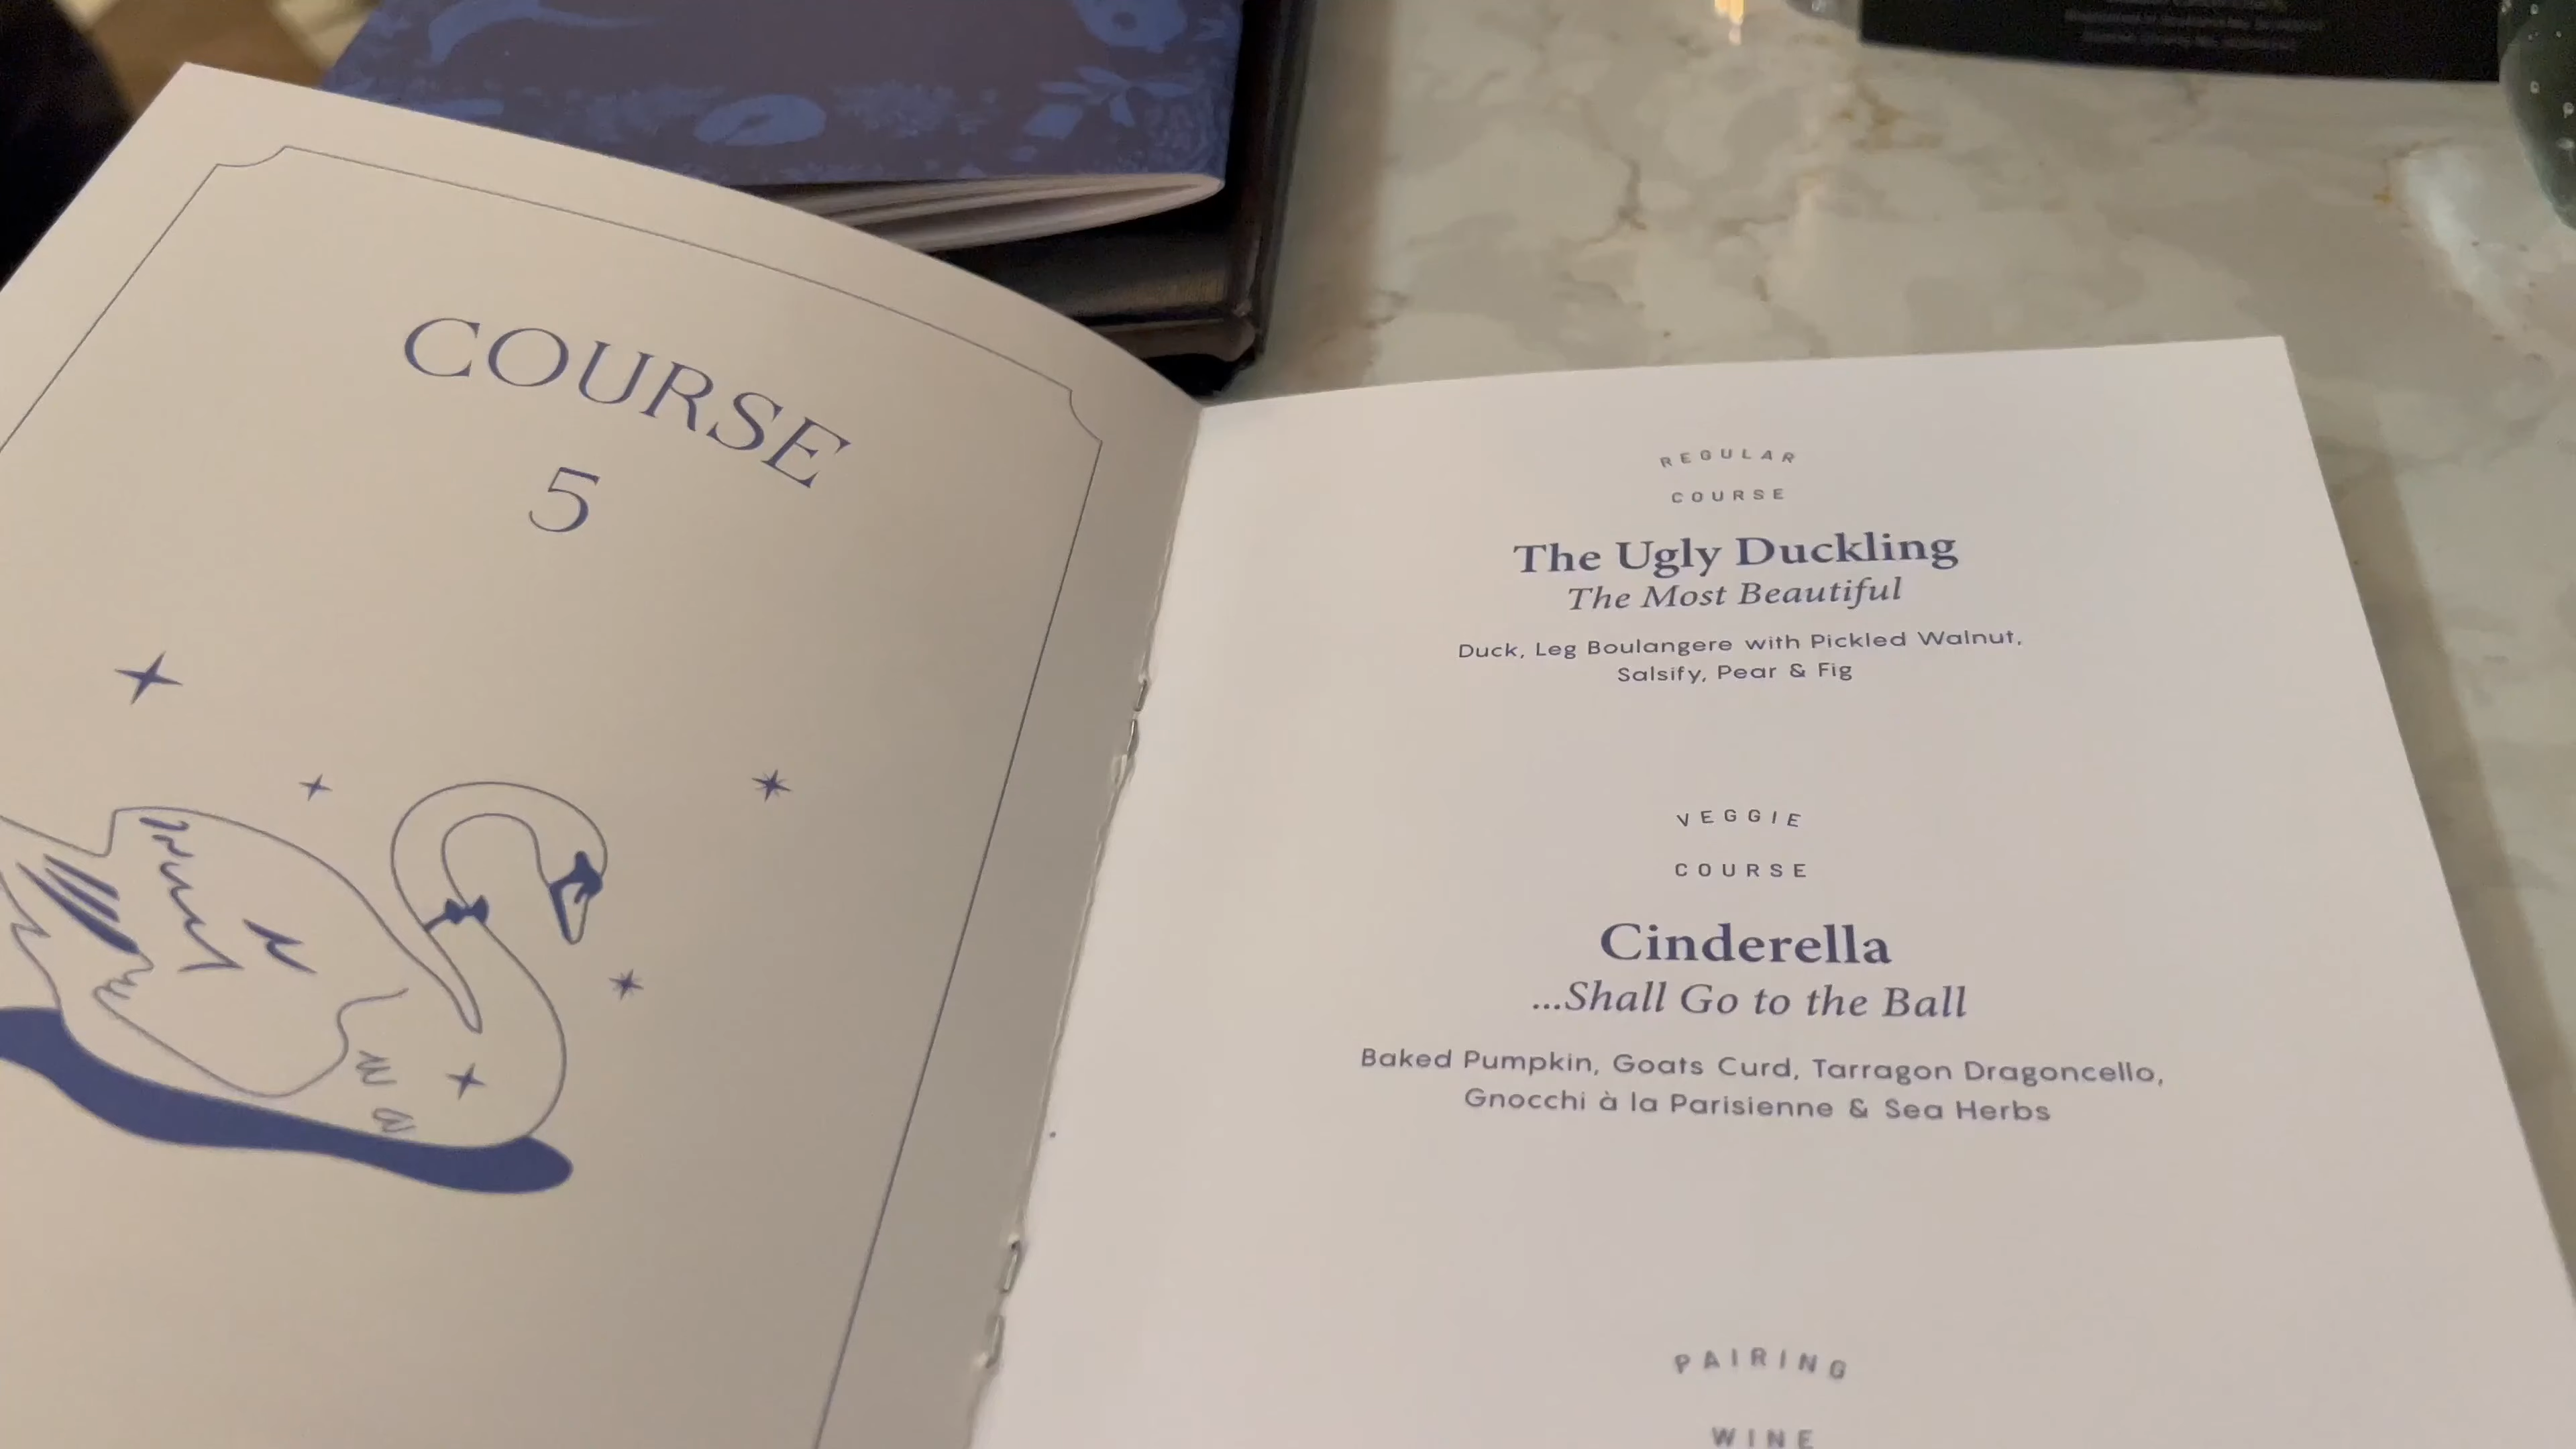 COURSE
5
REGULAR
COURSE
The Ugly Duckling
The Most Beautiful
Duck, Leg Boulangere with Pickled Walnut,
Salsify, Pear & Fig
VEGGIE
COURSE
Cinderella
...Shall Go to the Ball
Baked Pumpkin, Goats Curd, Tarragon Dragoncello,
Gnocchi à la Parisienne & Sea Herbs
PAIRING
WINE